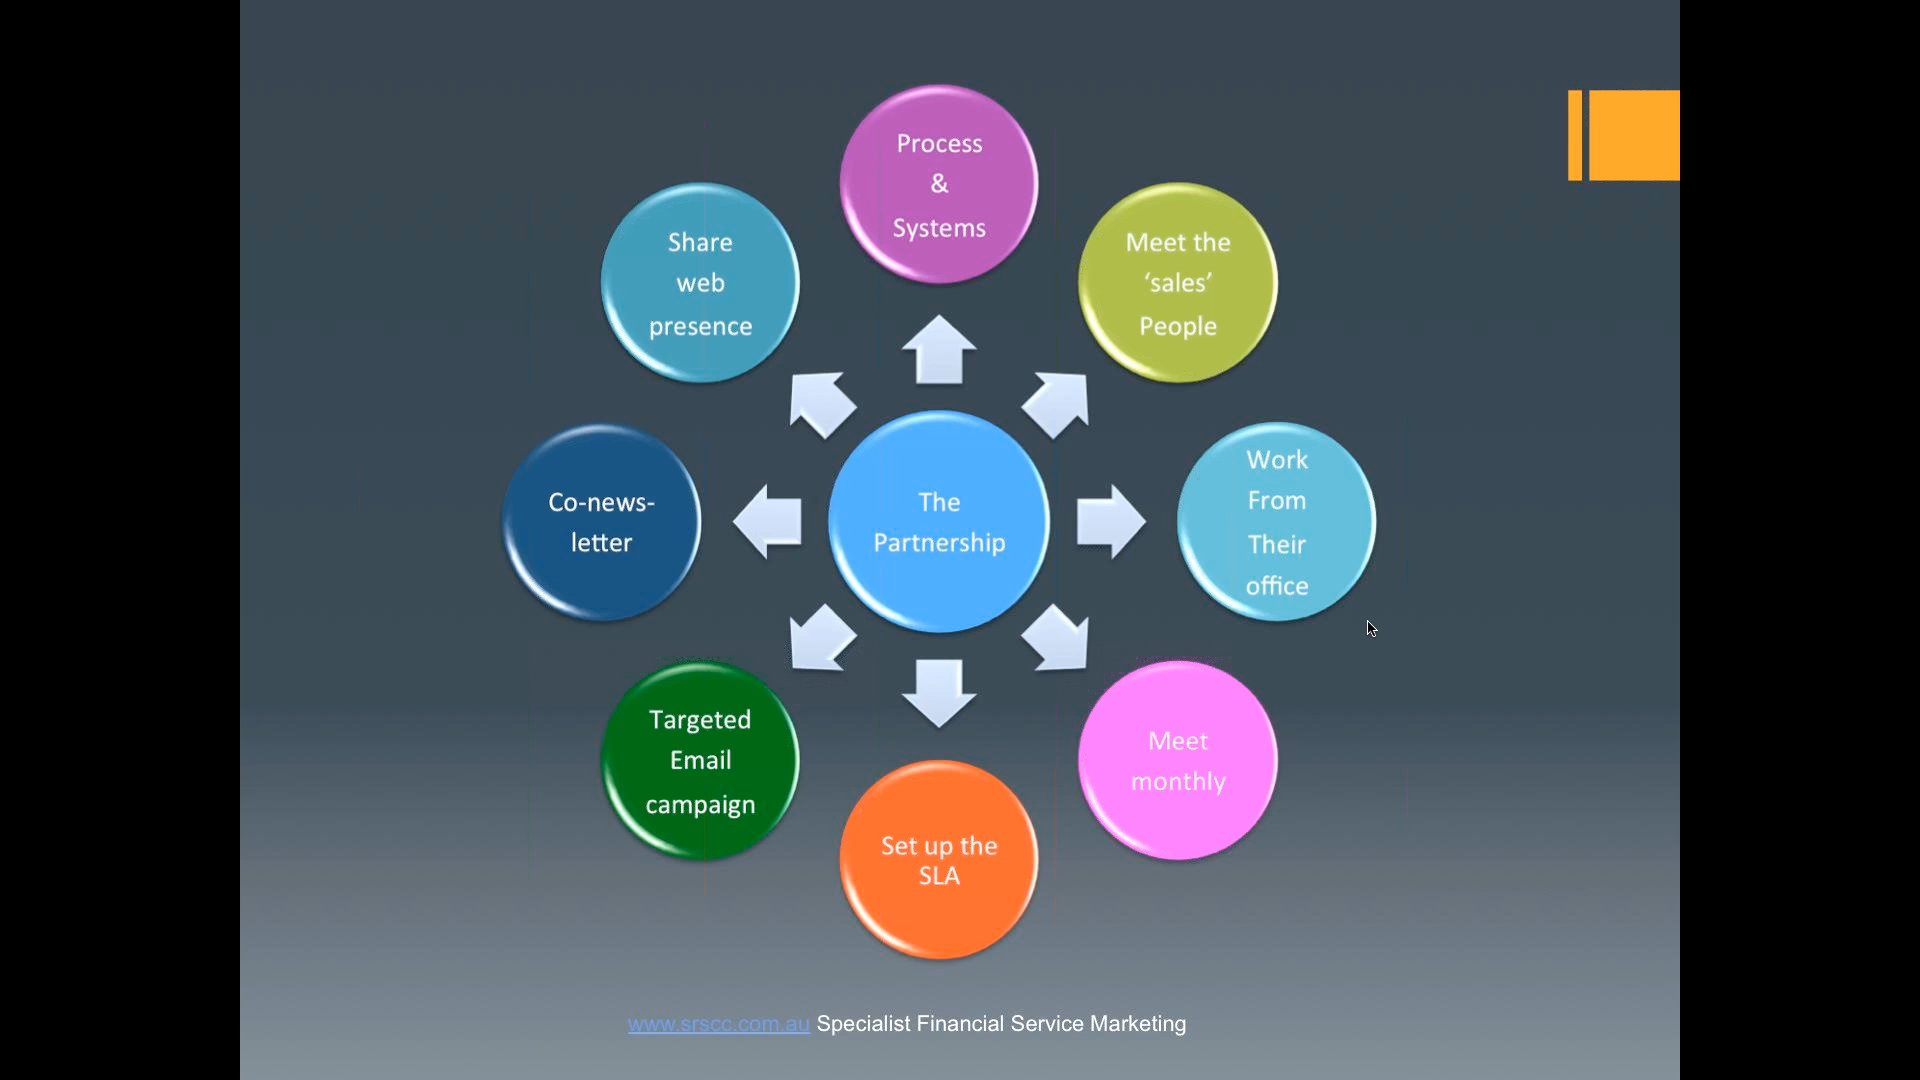 Process
&
Systems
Meet the
‘sales’
People
Work
From
Their
office
Meet
monthly
Set up the
SLA
Targeted
Email
campaign
Co-news-
letter
Share
web
presence
The
Partnership
www.srscc.com.au Specialist Financial Service Marketing